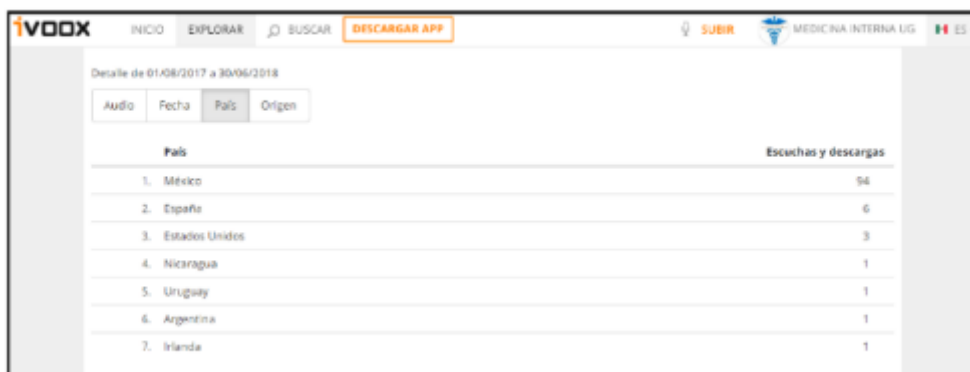 iVOOX INICIO EXPLORAR BUSCAR DESCARGAR APP SUBIR MEDICINA INTERNA UG ES
Detalle de 01/08/2017 a 30/06/2018
Audio Fecha País Origen
País Escuchas y descargas
1. México 94
2. España 6
3. Estados Unidos 3
4. Nicaragua 1
5. Uruguay 1
6. Argentina 1
7. Irlanda 1